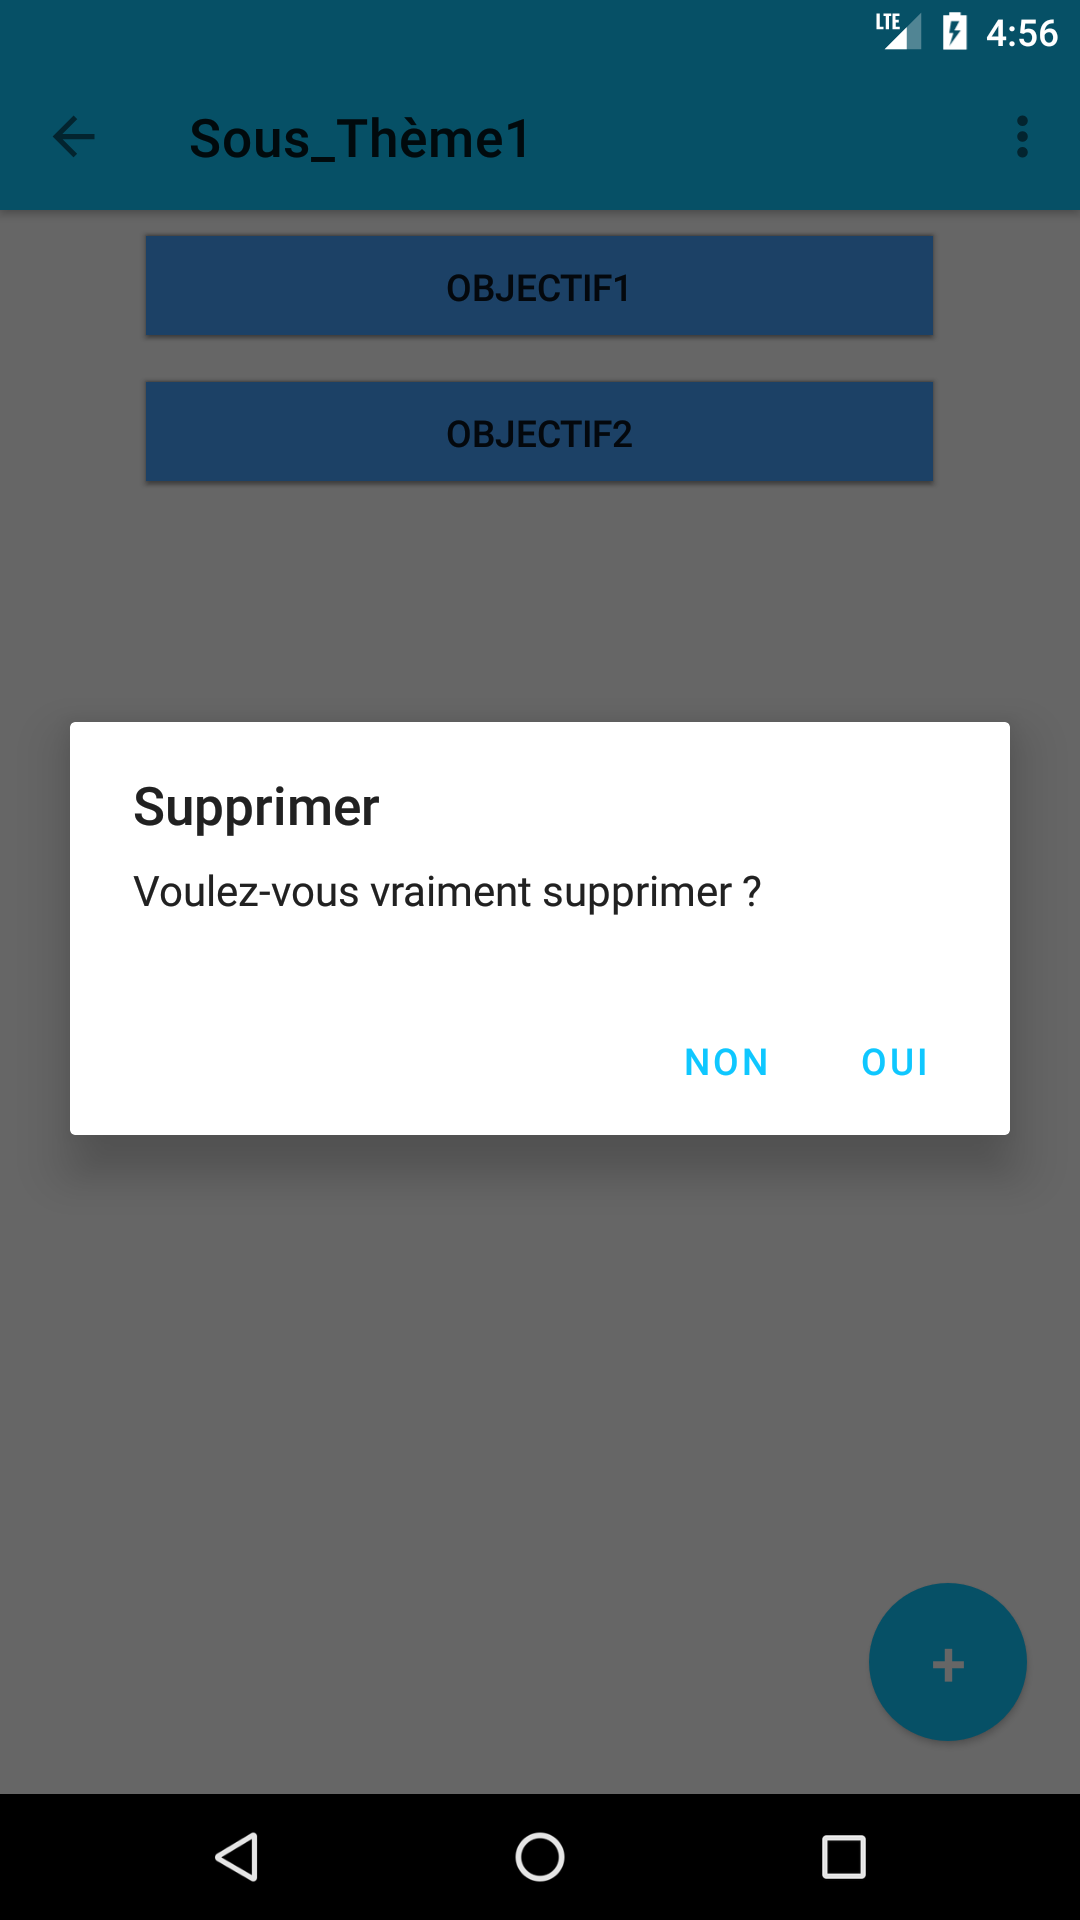 LTE 4:56
Sous_Thème1
OBJECTIF1
OBJECTIF2
Supprimer
Voulez-vous vraiment supprimer ?
NON OUI
+